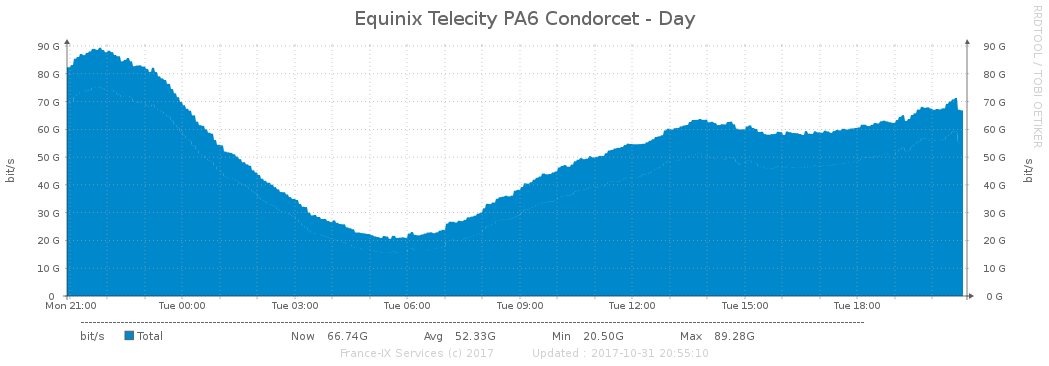 Equinix Telecity PA6 Condorcet - Day
RRDTOOL / TOBI OETIKER
90 G 90 G
80 G 80 G
70 G 70 G
60 G 60 G
50 G 50 G
40 G 40 G
30 G 30 G
20 G 20 G
10 G 10 G
0 0 G
bit/s
bit/s
Mon 21:00 Tue 00:00 Tue 03:00 Tue 06:00 Tue 09:00 Tue 12:00 Tue 15:00 Tue 18:00
bit/s Total Now 66.74G Avg 52.33G Min 20.50G Max 89.28G
France-IX Services (c) 2017 Updated : 2017-10-31 20:55:10